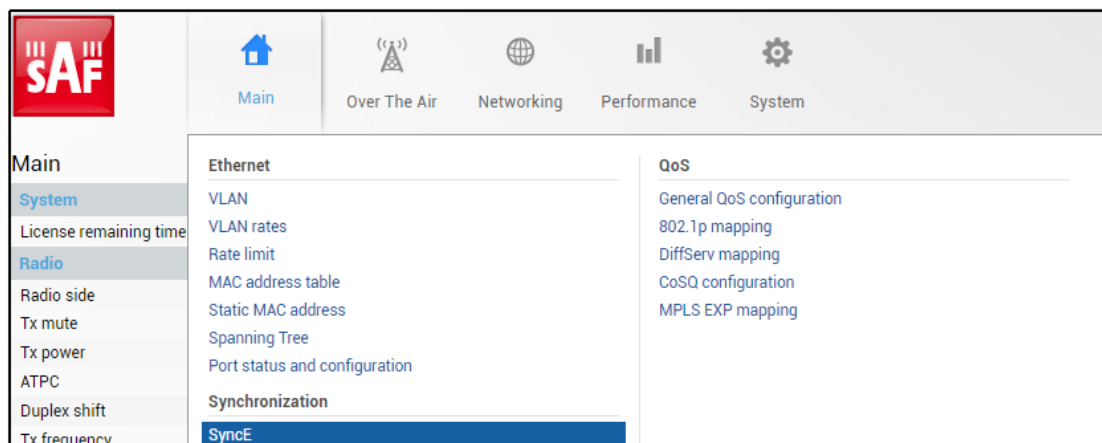 SAF
Main
Over The Air
Networking
Performance
System
Main
System
License remaining time
Radio
Radio side
Tx mute
Tx power
ATPC
Duplex shift
Tx frequency
Ethernet
VLAN
VLAN rates
Rate limit
MAC address table
Static MAC address
Spanning Tree
Port status and configuration
Synchronization
SyncE
QoS
General QoS configuration
802.1p mapping
DiffServ mapping
CoSQ configuration
MPLS EXP mapping